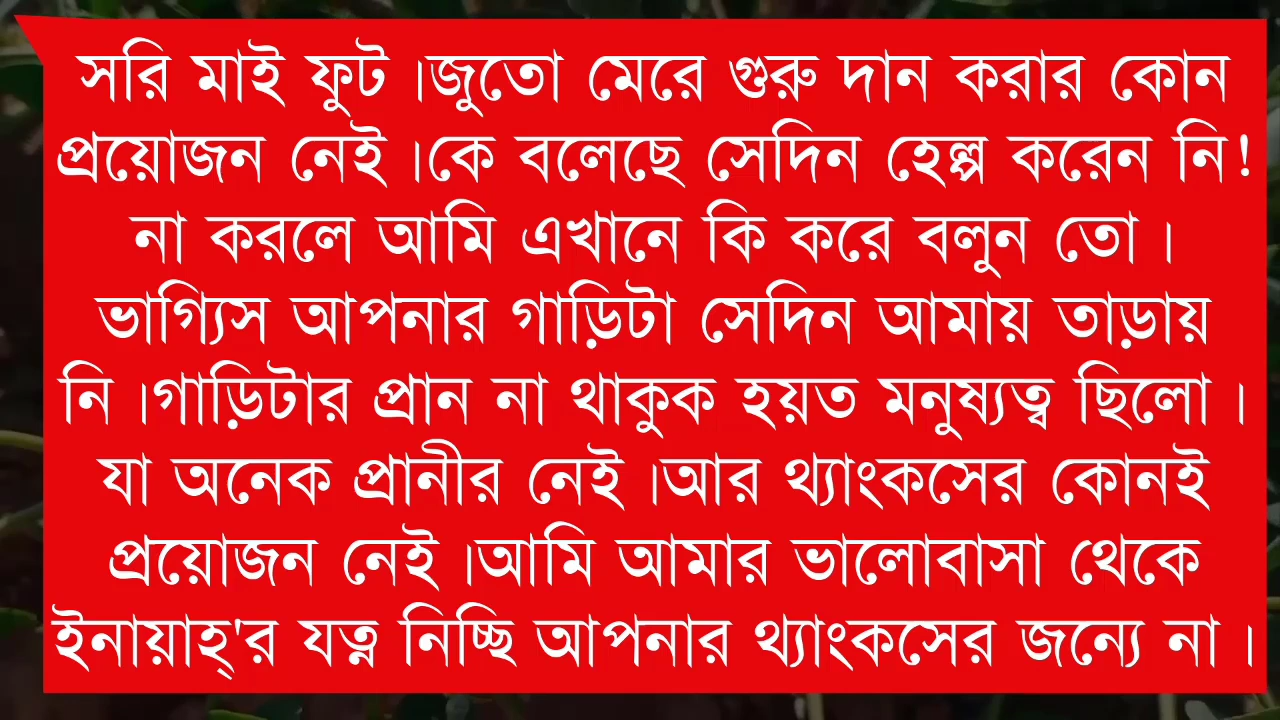 সরি মাই ফুট ।জুতো মেরে গুরু দান করার কোন
প্রয়োজন নেই ।কে বলেছে সেদিন হেল্প করেন নি!
না করলে আমি এখানে কি করে বলুন তো ।
ভাগ্যিস আপনার গাড়িটা সেদিন আমায় তাড়ায়
নি ।গাড়িটার প্রান না থাকুক হয়ত মনুষ্যত্ব ছিলো ।
যা অনেক প্রানীর নেই ।আর থ্যাংকসের কোনই
প্রয়োজন নেই ।আমি আমার ভালোবাসা থেকে
ইনায়াহ্'র যত্ন নিচ্ছি আপনার থ্যাংকসের জন্যে না ।